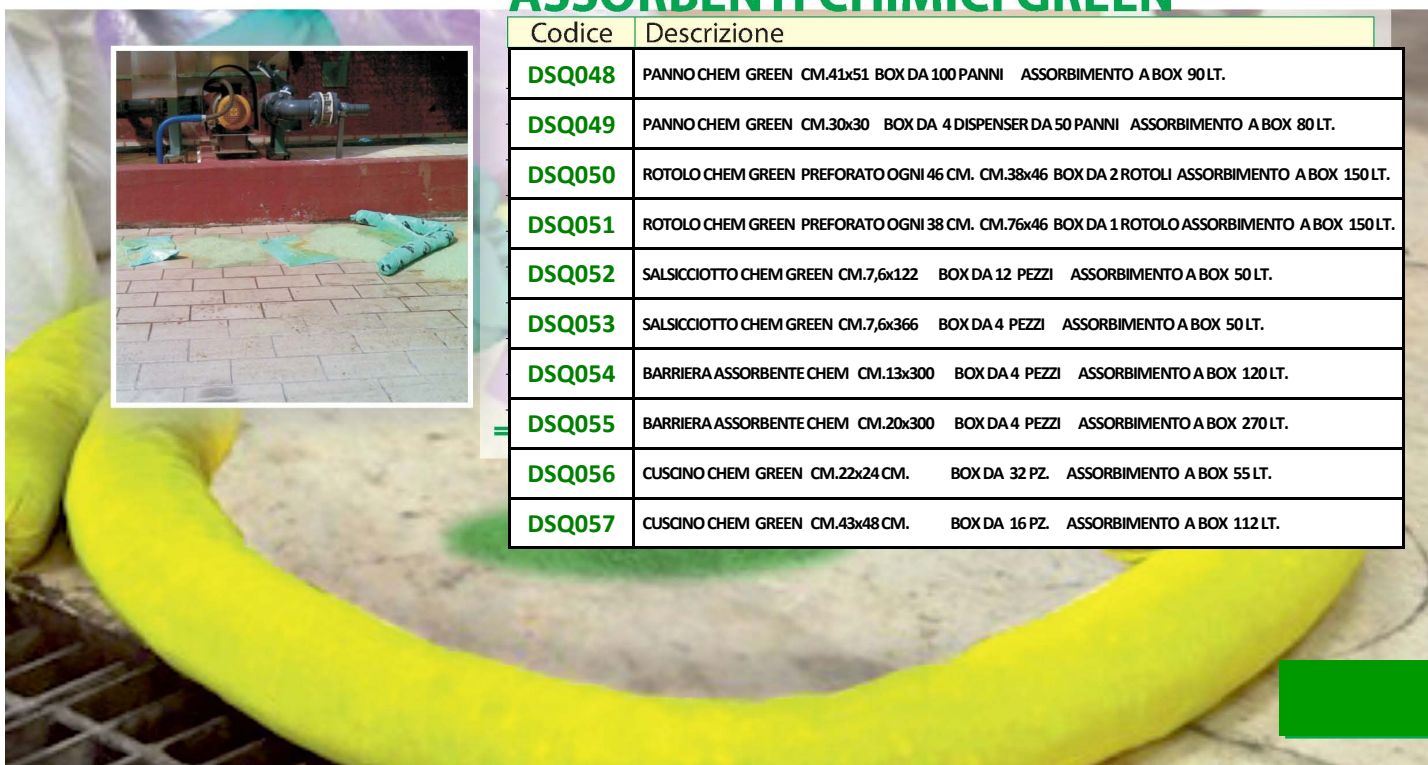 ASSORBENTI CHIMICI GREEN
Codice Descrizione
DSQ048 PANNO CHEM GREEN CM.41x51 BOX DA 100 PANNI ASSORBIMENTO A BOX 90 LT.
DSQ049 PANNO CHEM GREEN CM.30x30 BOX DA 4 DISPENSER DA 50 PANNI ASSORBIMENTO A BOX 80 LT.
DSQ050 ROTOLO CHEM GREEN PREFORATO OGNI 46 CM. CM.38x46 BOX DA 2 ROTOLI ASSORBIMENTO A BOX 150 LT.
DSQ051 ROTOLO CHEM GREEN PREFORATO OGNI 38 CM. CM.76x46 BOX DA 1 ROTOLO ASSORBIMENTO A BOX 150 LT.
DSQ052 SALSICCIOTTO CHEM GREEN CM.7,6x122 BOX DA 12 PEZZI ASSORBIMENTO A BOX 50 LT.
DSQ053 SALSICCIOTTO CHEM GREEN CM.7,6x366 BOX DA 4 PEZZI ASSORBIMENTO A BOX 50 LT.
DSQ054 BARRIERA ASSORBENTE CHEM CM.13x300 BOX DA 4 PEZZI ASSORBIMENTO A BOX 120 LT.
DSQ055 BARRIERA ASSORBENTE CHEM CM.20x300 BOX DA 4 PEZZI ASSORBIMENTO A BOX 270 LT.
DSQ056 CUSCINO CHEM GREEN CM.22x24 CM. BOX DA 32 PZ. ASSORBIMENTO A BOX 55 LT.
DSQ057 CUSCINO CHEM GREEN CM.43x48 CM. BOX DA 16 PZ. ASSORBIMENTO A BOX 112 LT.